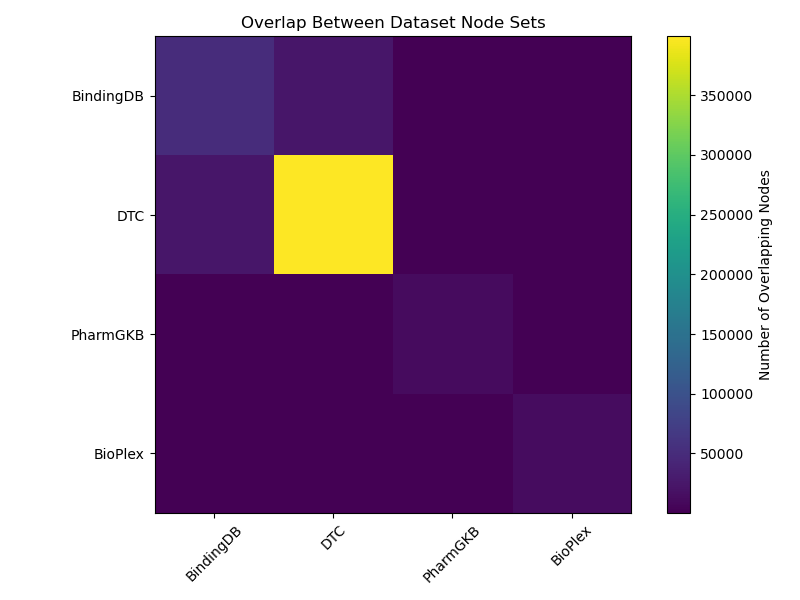 Overlap Between Dataset Node Sets
BindingDB
DTC
PharmGKB
BioPlex
BindingDB
DTC
PharmGKB
BioPlex
350000
300000
250000
200000
150000
100000
50000
Number of Overlapping Nodes